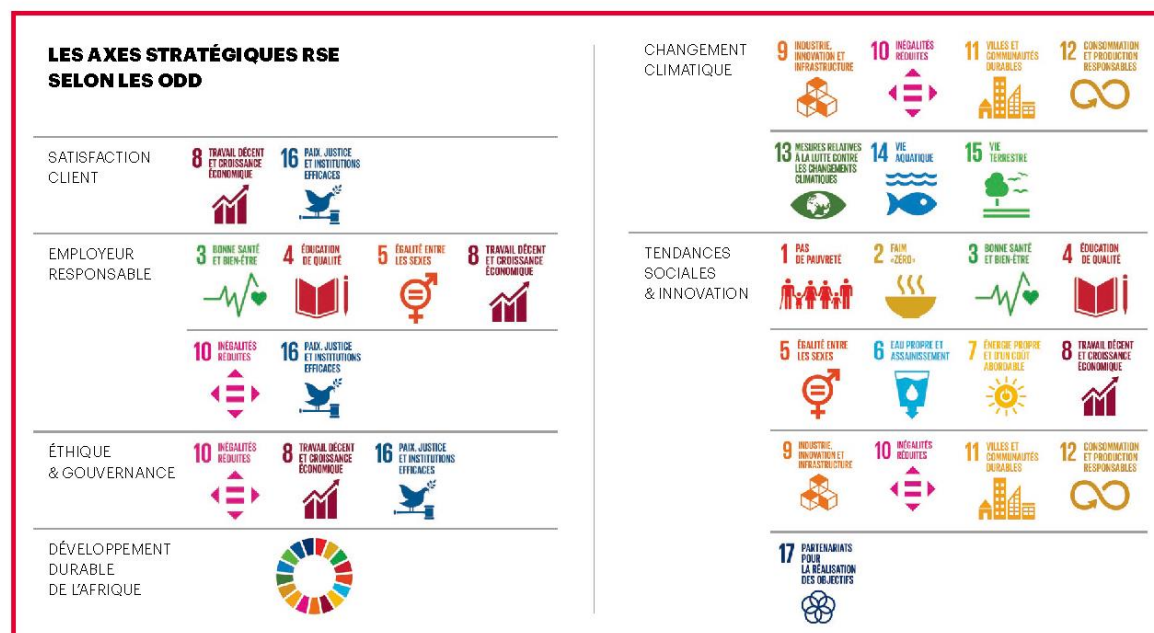 LES AXES STRATÉGIQUES RSE
SELON LES ODD
SATISFACTION
CLIENT
8 TRAVAIL DÉCENT
ET CROISSANCE
ÉCONOMIQUE
16 PAIX, JUSTICE
ET INSTITUTIONS
EFFICACES
EMPLOYEUR
RESPONSABLE
3 BONNE SANTÉ
ET BIEN-ÊTRE
4 ÉDUCATION
DE QUALITÉ
5 ÉGALITÉ ENTRE
LES SEXES
8 TRAVAIL DÉCENT
ET CROISSANCE
ÉCONOMIQUE
10 INÉGALITÉS
RÉDUITES
16 PAIX, JUSTICE
ET INSTITUTIONS
EFFICACES
ÉTHIQUE
& GOUVERNANCE
10 INÉGALITÉS
RÉDUITES
8 TRAVAIL DÉCENT
ET CROISSANCE
ÉCONOMIQUE
16 PAIX, JUSTICE
ET INSTITUTIONS
EFFICACES
DÉVELOPPEMENT
DURABLE
DE L'AFRIQUE
CHANGEMENT
CLIMATIQUE
9 INDUSTRIE,
INNOVATION ET
INFRASTRUCTURE
10 INÉGALITÉS
RÉDUITES
11 VILLES ET
COMMUNAUTÉS
DURABLES
12 CONSOMMATION
ET PRODUCTION
RESPONSABLES
13 MESURES RELATIVES
À LA LUTTE CONTRE
LES CHANGEMENTS
CLIMATIQUES
14 VIE
AQUATIQUE
15 VIE
TERRESTRE
TENDANCES
SOCIALES
& INNOVATION
1 PAS
DE PAUVRETÉ
2 FAIM
«ZÉRO»
3 BONNE SANTÉ
ET BIEN-ÊTRE
4 ÉDUCATION
DE QUALITÉ
5 ÉGALITÉ ENTRE
LES SEXES
6 EAU PROPRE ET
ASSAINISSEMENT
7 ÉNERGIE PROPRE
ET D'UN COÛT
ABORDABLE
8 TRAVAIL DÉCENT
ET CROISSANCE
ÉCONOMIQUE
9 INDUSTRIE,
INNOVATION ET
INFRASTRUCTURE
10 INÉGALITÉS
RÉDUITES
11 VILLES ET
COMMUNAUTÉS
DURABLES
12 CONSOMMATION
ET PRODUCTION
RESPONSABLES
17 PARTENARIATS
POUR
LA RÉALISATION
DES OBJECTIFS